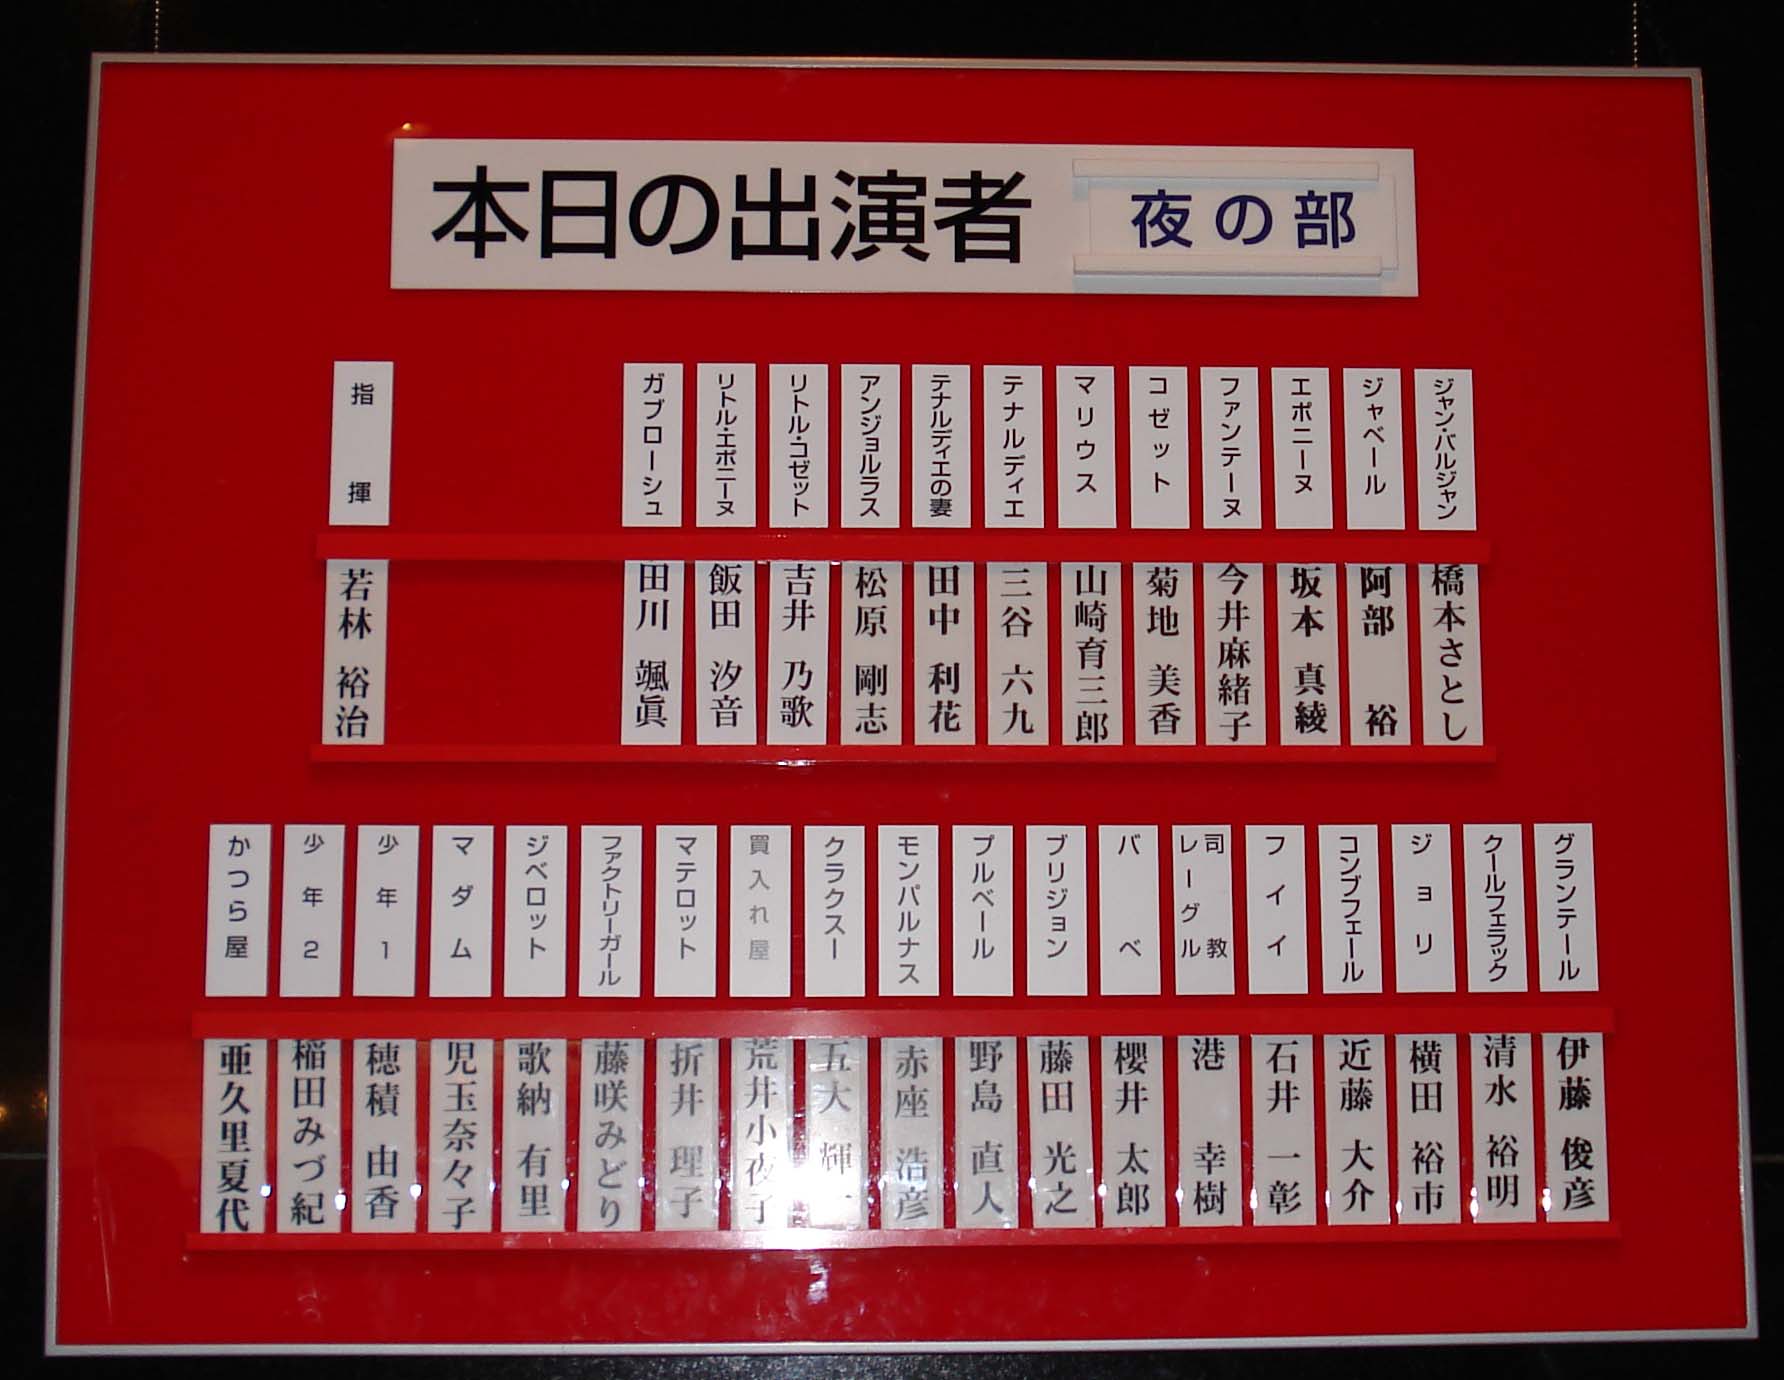 本日の出演者 夜の部
ジャン・バルジャン 橋本さとし
ジャベール 阿部 裕
エポニーヌ 坂本 真綾
ファンテーヌ 今井麻緒子
コゼット 菊地 美香
マリウス 山崎育三郎
テナルディエ 三谷 六九
テナルディエの妻 田中 利花
アンジョルラス 松原 剛志
リトル・コゼット 吉井 乃歌
リトル・エポニーヌ 飯田 汐音
ガブローシュ 田川 颯眞
指揮 若林 裕治
グランテール 伊藤 俊彦
クールフェラック 清水 裕明
ジョリ 横田 裕市
コンブフェール 近藤 大介
フイイ 石井 一彰
司教 レーグル 港 幸樹
バベ 櫻井 太郎
ブリジョン 藤田 光之
プルベール 野島 直人
モンパルナス 赤座 浩彦
クラクスー 五大 輝一
買入れ屋 荒井小夜子
マテロット 折井 理子
ファクトリーガール 藤咲みどり
ジベロット 歌納 有里
マダム 児玉奈々子
少年1 穂積 由香
少年2 稲田みづ紀
かつら屋 亜久里夏代